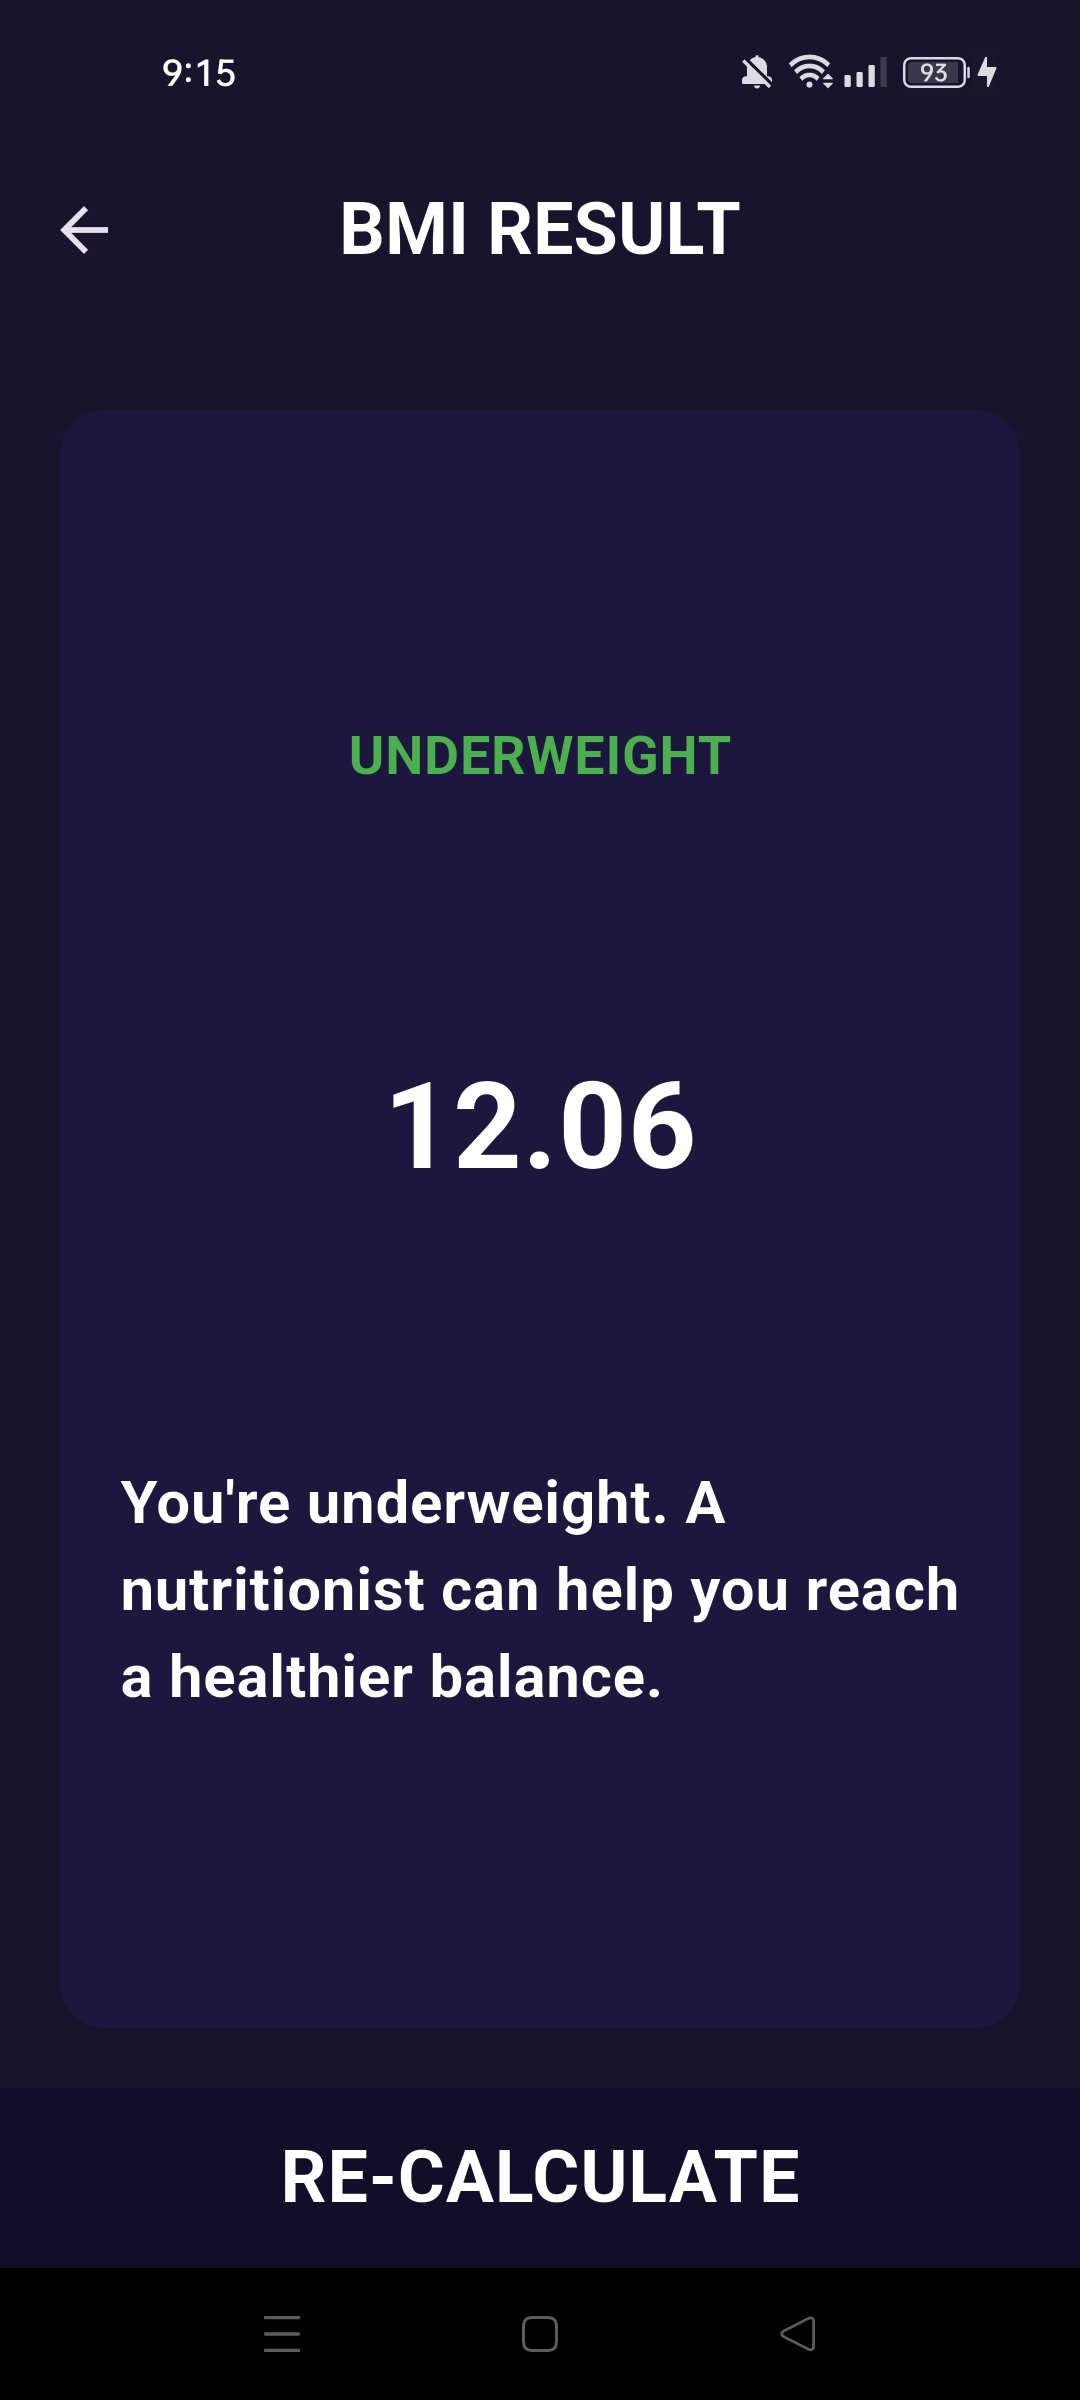 9:15
93
BMI RESULT
UNDERWEIGHT
12.06
You're underweight. A
nutritionist can help you reach
a healthier balance.
RE-CALCULATE